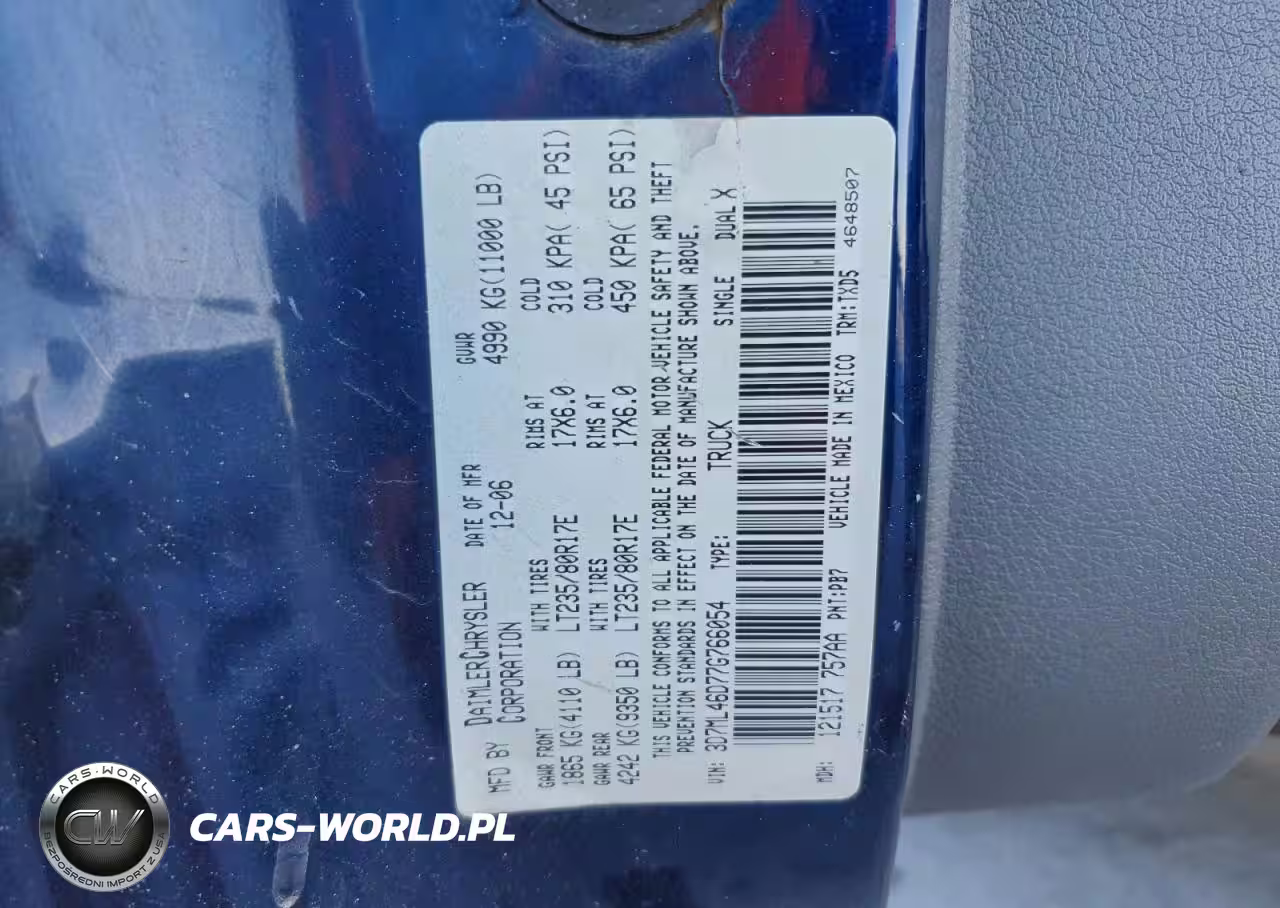 MFD BY DAIMLERCHRYSLER DATE OF MFR GVWR
CORPORATION 12-06 4990 KG(11000 LB)
GAWR FRONT WITH TIRES RIMS AT COLD
1865 KG(4110 LB) LT235/80R17E 17X6.0 310 KPA( 45 PSI)
GAWR REAR WITH TIRES RIMS AT COLD
4242 KG(9350 LB) LT235/80R17E 17X6.0 450 KPA( 65 PSI)
THIS VEHICLE CONFORMS TO ALL APPLICABLE FEDERAL MOTOR VEHICLE SAFETY AND THEFT
PREVENTION STANDARDS IN EFFECT ON THE DATE OF MANUFACTURE SHOWN ABOVE.
VIN: 3D7ML46D77G766054 TYPE: TRUCK SINGLE DUAL X
MDH: 121517 757AA PNT:PB7 VEHICLE MADE IN MEXICO TRM:TXD5 4648507
CARS-WORLD
CW
BEZPOŚREDNI IMPORT Z USA
CARS-WORLD.PL